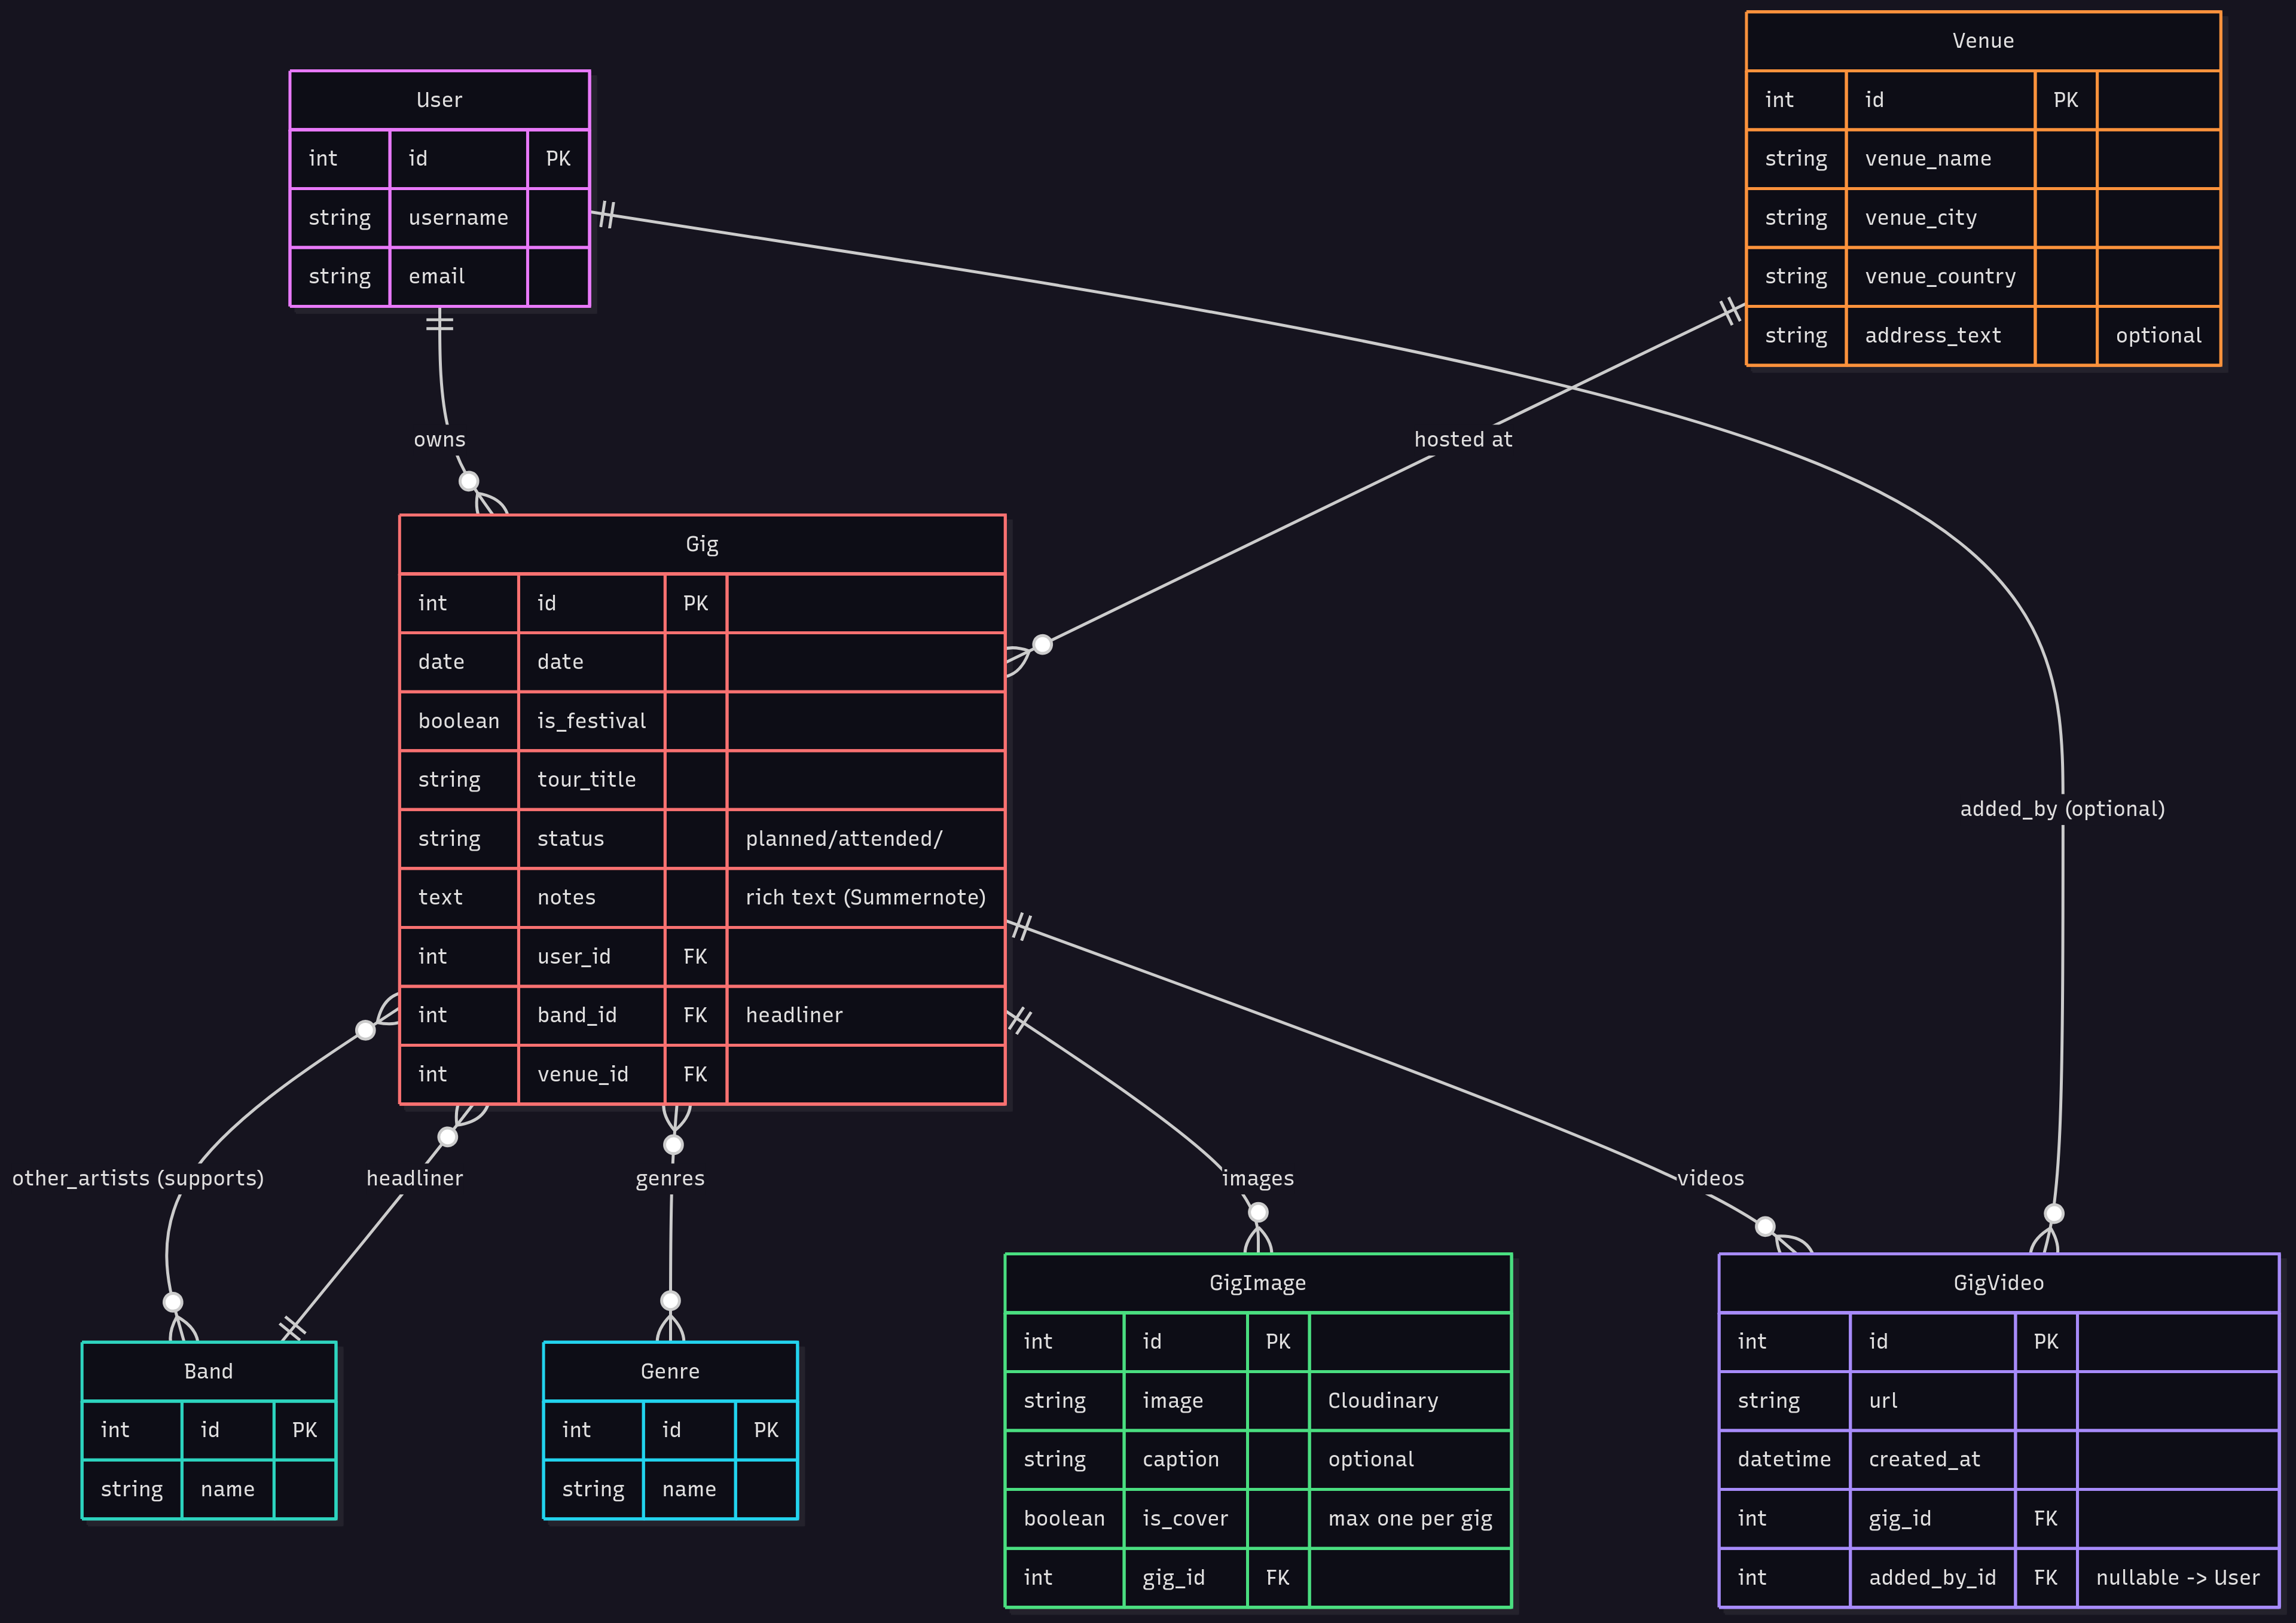 User
int id PK
string username
string email
Venue
int id PK
string venue_name
string venue_city
string venue_country
string address_text optional
owns
hosted at
Gig
int id PK
date date
boolean is_festival
string tour_title
string status planned/attended/
text notes rich text (Summernote)
int user_id FK
int band_id FK headliner
int venue_id FK
added_by (optional)
other_artists (supports)
headliner
genres
images
videos
Band
int id PK
string name
Genre
int id PK
string name
GigImage
int id PK
string image Cloudinary
string caption optional
boolean is_cover max one per gig
int gig_id FK
GigVideo
int id PK
string url
datetime created_at
int gig_id FK
int added_by_id FK nullable -> User